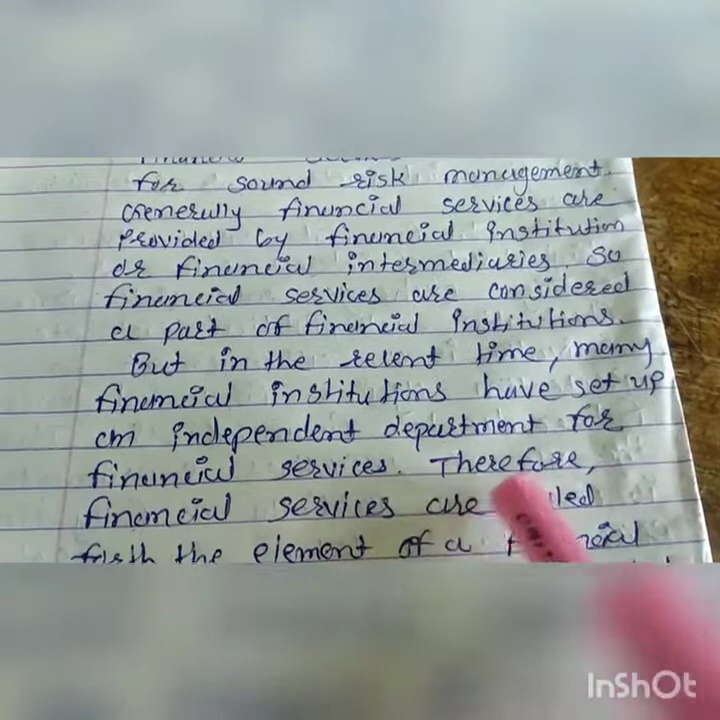 for sound risk management.
Generally financial services are
provided by financial institution
or financial intermediaries so
financial services are considered
a part of financial institutions.
But in the recent time, many
financial institutions have set up
an independent department for
financial services. Therefore,
financial services are
the element of a
InShOt